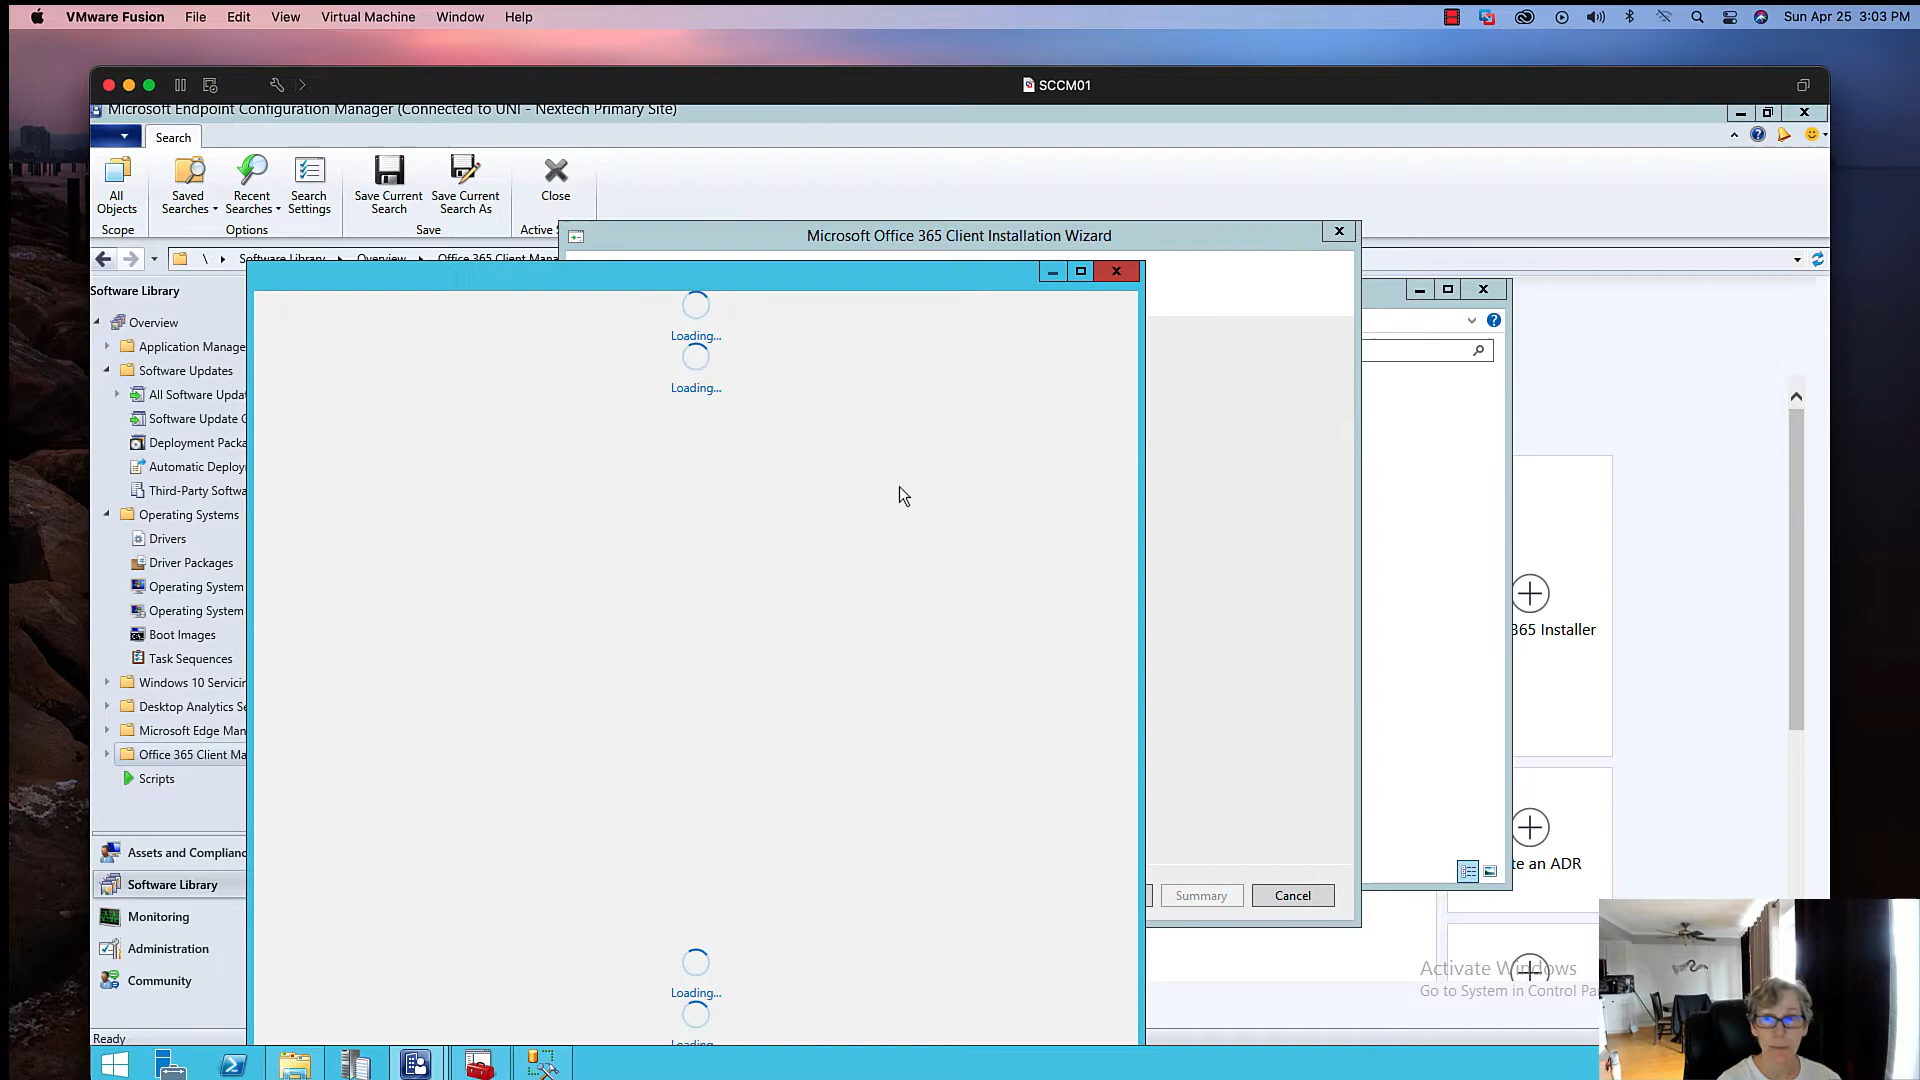 VMware Fusion File Edit View Virtual Machine Window Help Sun Apr 25 3:03 PM
SCCM01
Microsoft Endpoint Configuration Manager (Connected to UNI - Nextech Primary Site)
Search
All Objects
Saved Searches
Recent Searches
Search Settings
Save Current Search
Save Current Search As
Close
Scope Options Save Active S
Microsoft Office 365 Client Installation Wizard
\ Software Library Overview Office 365 Client Mana
Software Library
Overview
Application Manage
Software Updates
All Software Upda
Software Update G
Deployment Packa
Automatic Deploy
Third-Party Softwa
Operating Systems
Drivers
Driver Packages
Operating System
Operating System
Boot Images
Task Sequences
Windows 10 Servicin
Desktop Analytics Se
Microsoft Edge Man
Office 365 Client Ma
Scripts
Assets and Complianc
Software Library
Monitoring
Administration
Community
Ready
Loading...
Loading...
Loading...
Loading...
Summary Cancel
365 Installer
te an ADR
Activate Windows
Go to System in Control Pa